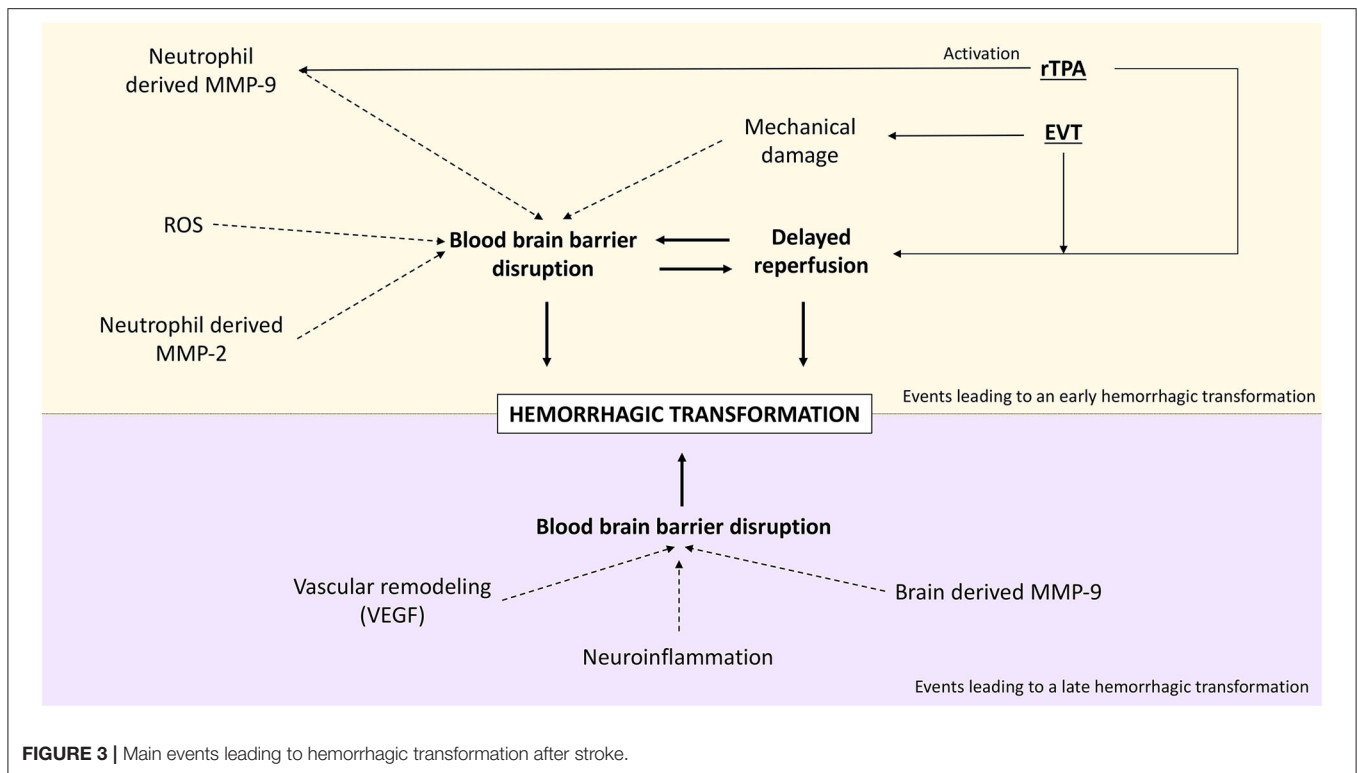 Neutrophil
derived MMP-9
Activation
rTPA
Mechanical
damage
EVT
ROS
Blood brain barrier
disruption
Delayed
reperfusion
Neutrophil derived
MMP-2
Events leading to an early hemorrhagic transformation
HEMORRHAGIC TRANSFORMATION
Blood brain barrier disruption
Vascular remodeling
(VEGF)
Brain derived MMP-9
Neuroinflammation
Events leading to a late hemorrhagic transformation
FIGURE 3 | Main events leading to hemorrhagic transformation after stroke.